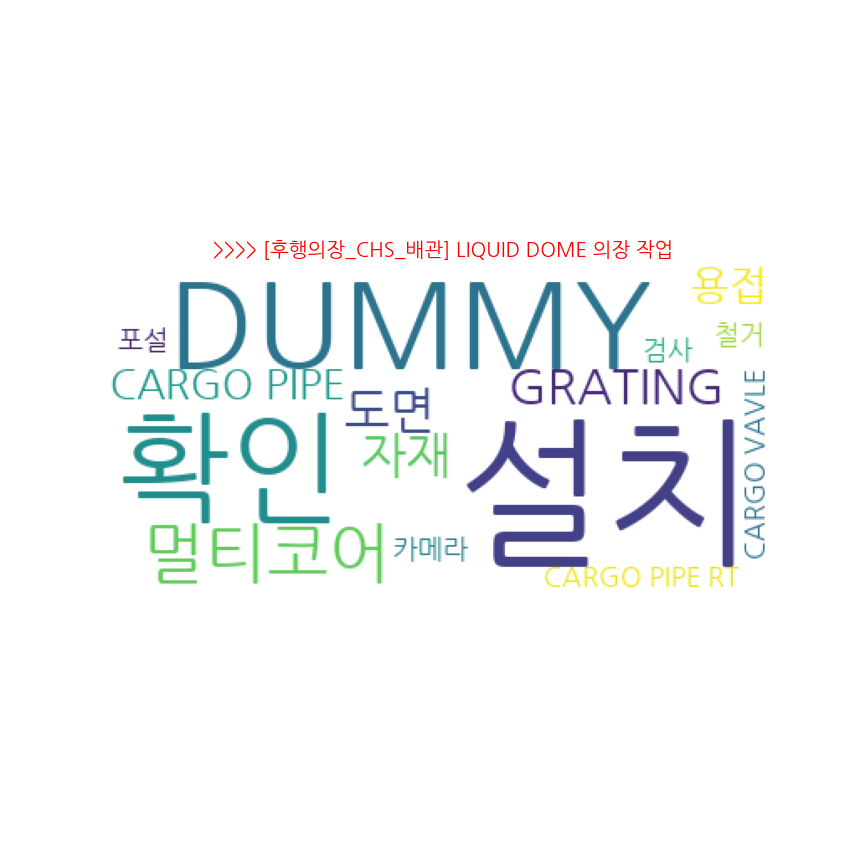 >>>> [후행의장_CHS_배관] LIQUID DOME 의장 작업
용접
DUMMY
포설
철거
검사
CARGO PIPE
GRATING
도면
CARGO VAVLE
확인
자재
설치
멀티코어
카메라
CARGO PIPE RT